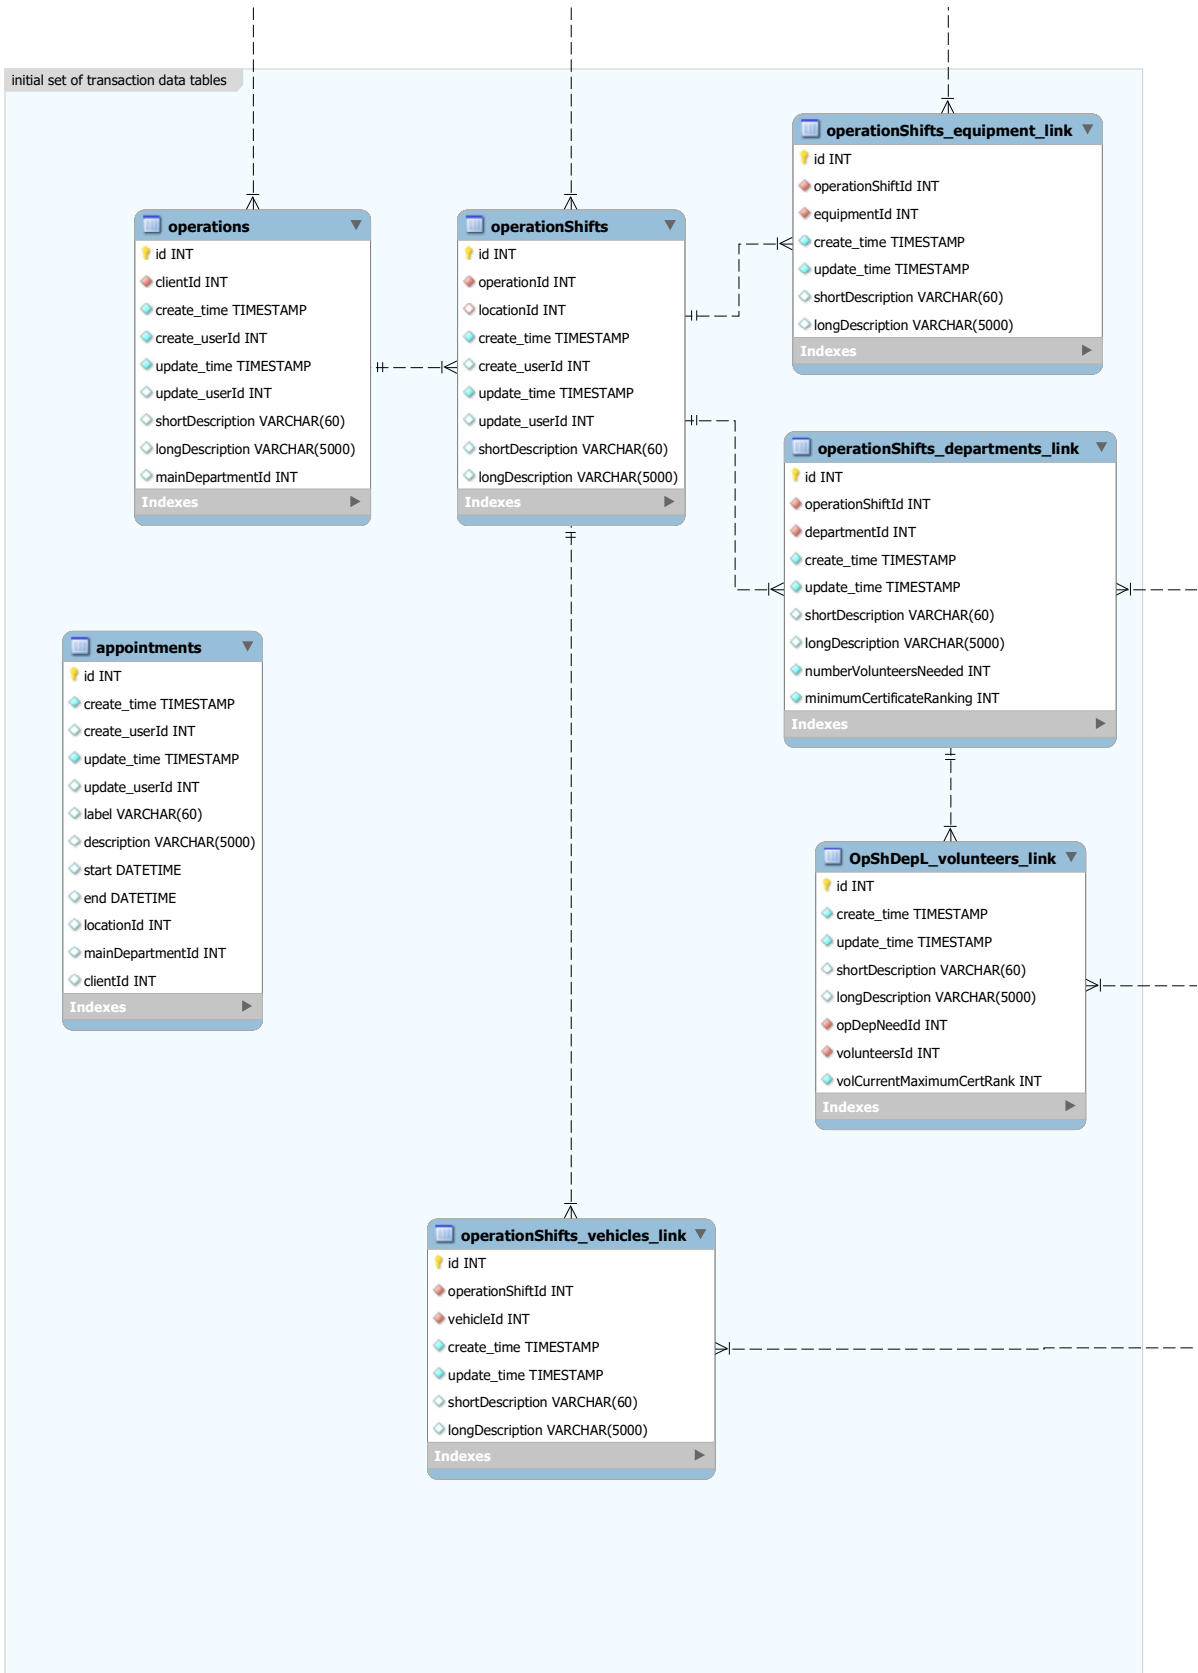 initial set of transaction data tables
operationShifts_equipment_link
id INT
operationShiftId INT
equipmentId INT
create_time TIMESTAMP
update_time TIMESTAMP
shortDescription VARCHAR(60)
longDescription VARCHAR(5000)
Indexes
operations
id INT
clientId INT
create_time TIMESTAMP
create_userId INT
update_time TIMESTAMP
update_userId INT
shortDescription VARCHAR(60)
longDescription VARCHAR(5000)
mainDepartmentId INT
Indexes
operationShifts
id INT
operationId INT
locationId INT
create_time TIMESTAMP
create_userId INT
update_time TIMESTAMP
update_userId INT
shortDescription VARCHAR(60)
longDescription VARCHAR(5000)
Indexes
operationShifts_departments_link
id INT
operationShiftId INT
departmentId INT
create_time TIMESTAMP
update_time TIMESTAMP
shortDescription VARCHAR(60)
longDescription VARCHAR(5000)
numberVolunteersNeeded INT
minimumCertificateRanking INT
Indexes
appointments
id INT
create_time TIMESTAMP
create_userId INT
update_time TIMESTAMP
update_userId INT
label VARCHAR(60)
description VARCHAR(5000)
start DATETIME
end DATETIME
locationId INT
mainDepartmentId INT
clientId INT
Indexes
OpShDepL_volunteers_link
id INT
create_time TIMESTAMP
update_time TIMESTAMP
shortDescription VARCHAR(60)
longDescription VARCHAR(5000)
opDepNeedId INT
volunteersId INT
volCurrentMaximumCertRank INT
Indexes
operationShifts_vehicles_link
id INT
operationShiftId INT
vehicleId INT
create_time TIMESTAMP
update_time TIMESTAMP
shortDescription VARCHAR(60)
longDescription VARCHAR(5000)
Indexes